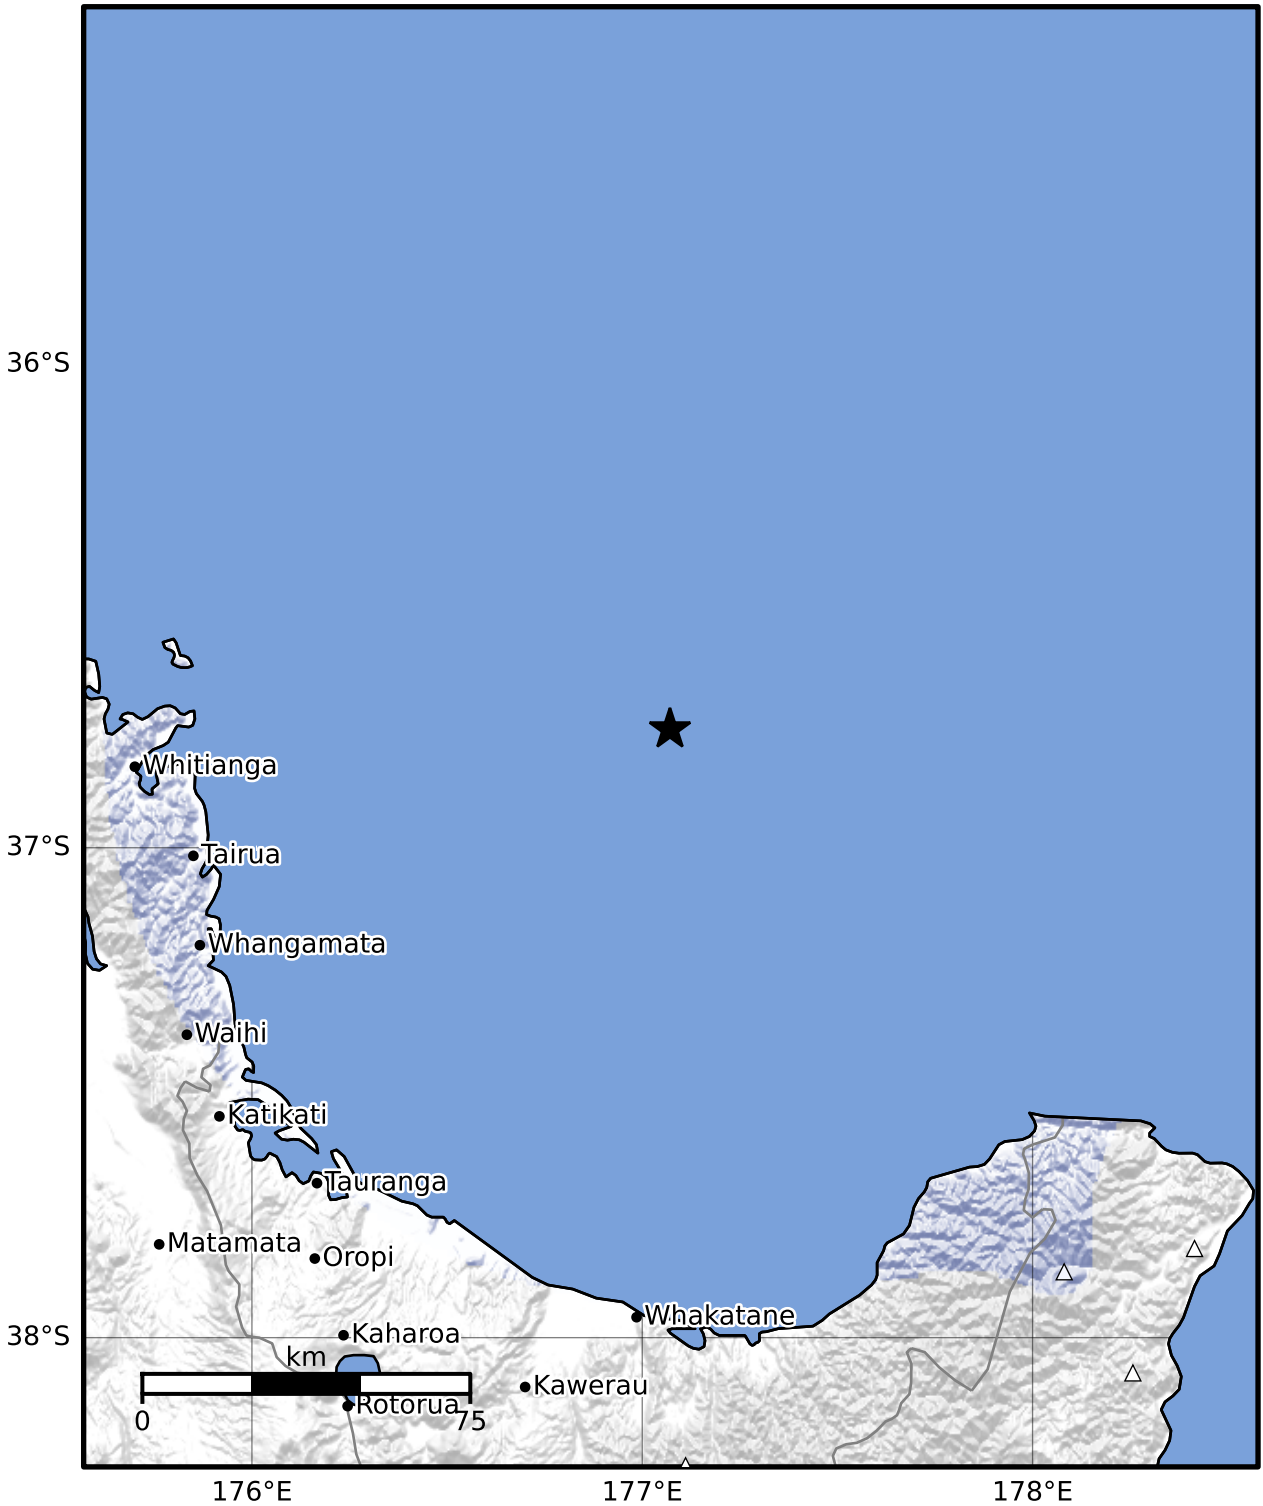 36°S
Whitianga
37°S
Tairua
Whangamata
Waihi
Katikati
Tauranga
Matamata
Oropi
Whakatane
38°S
Kaharoa
km
Kawerau
Rotorua
0
75
176°E
177°E
178°E